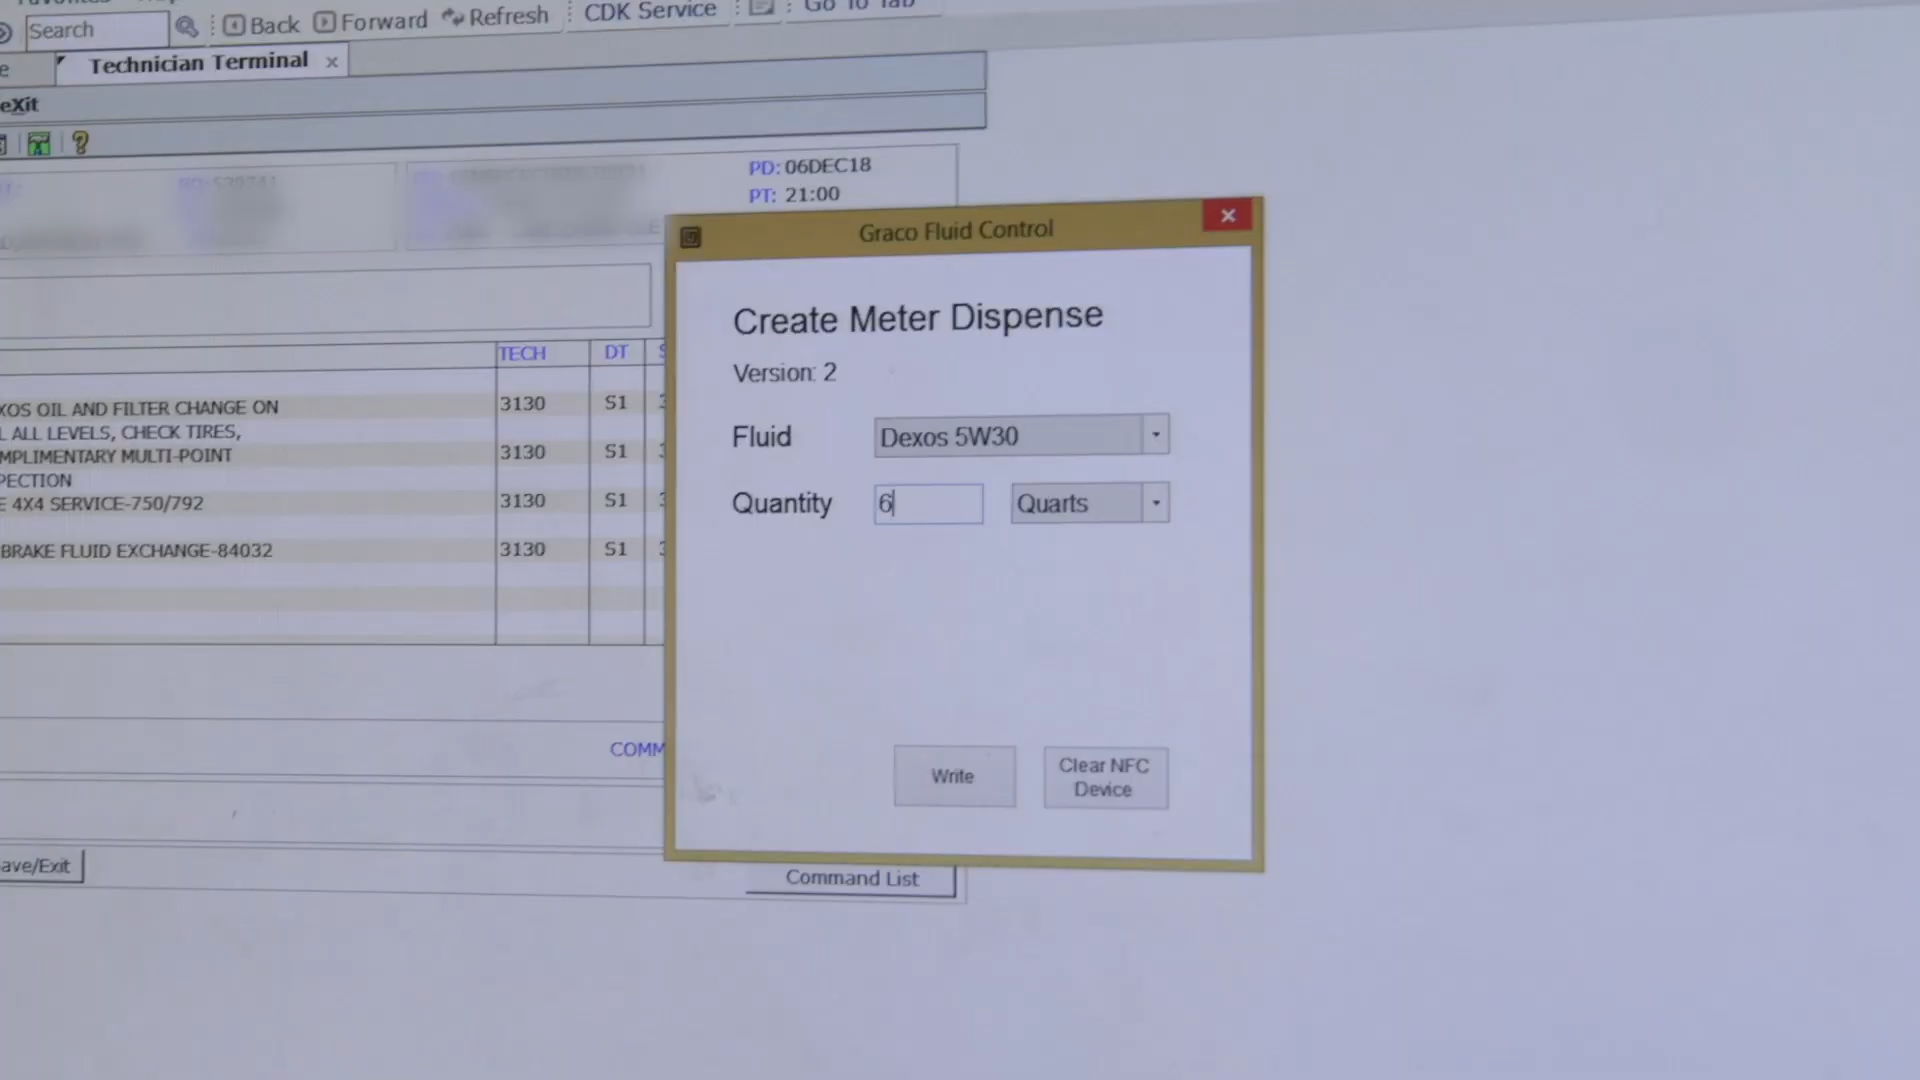 Search Back Forward Refresh CDK Service Go To Tab
Technician Terminal x
eXit
?
PD: 06DEC18
PT: 21:00
Graco Fluid Control
Create Meter Dispense
Version: 2
Fluid Dexos 5W30
Quantity 6 Quarts
Write
Clear NFC
Device
TECH DT
XOS OIL AND FILTER CHANGE ON 3130 S1
L ALL LEVELS, CHECK TIRES,
MPLIMENTARY MULTI-POINT 3130 S1
PECTION
E 4X4 SERVICE-750/792 3130 S1
BRAKE FLUID EXCHANGE-84032 3130 S1
COMM
ave/Exit
Command List